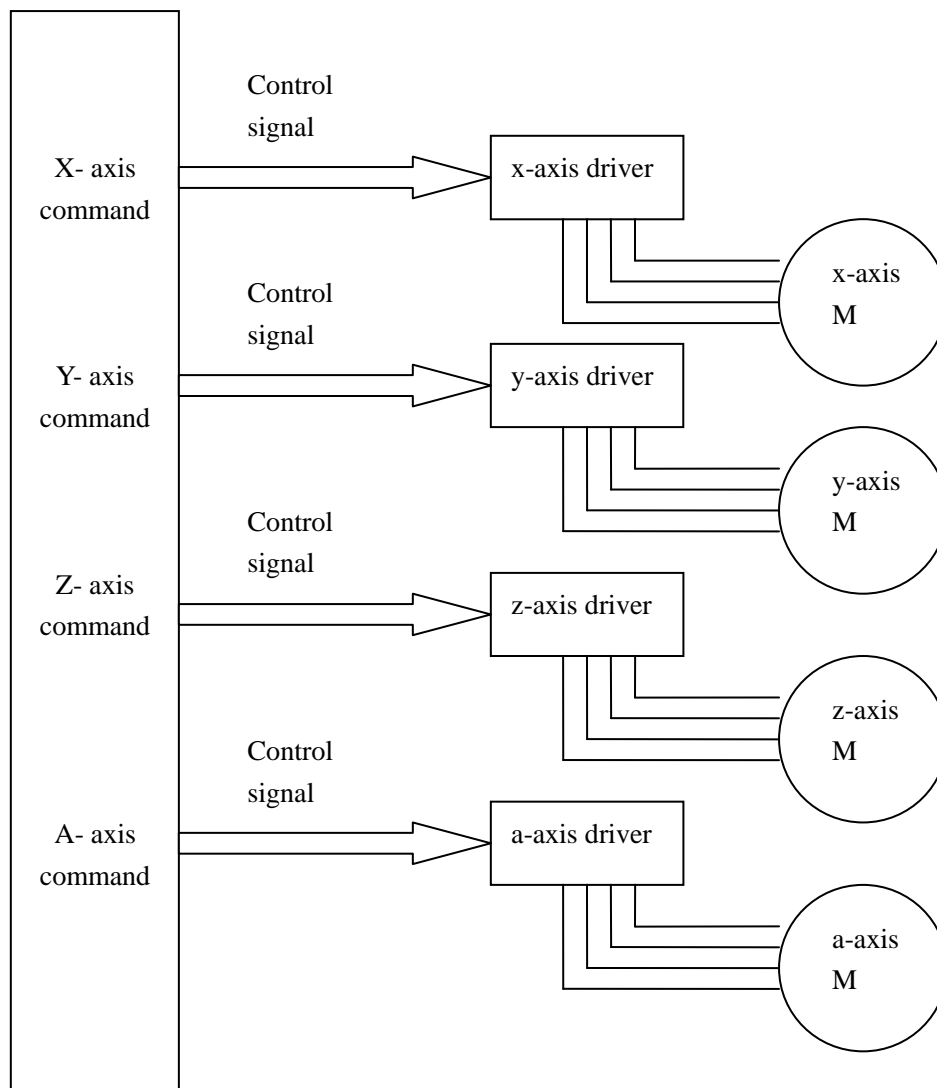 Control
signal
X- axis
command
x-axis driver
x-axis
M
Control
signal
Y- axis
command
y-axis driver
y-axis
M
Control
signal
Z- axis
command
z-axis driver
z-axis
M
Control
signal
A- axis
command
a-axis driver
a-axis
M